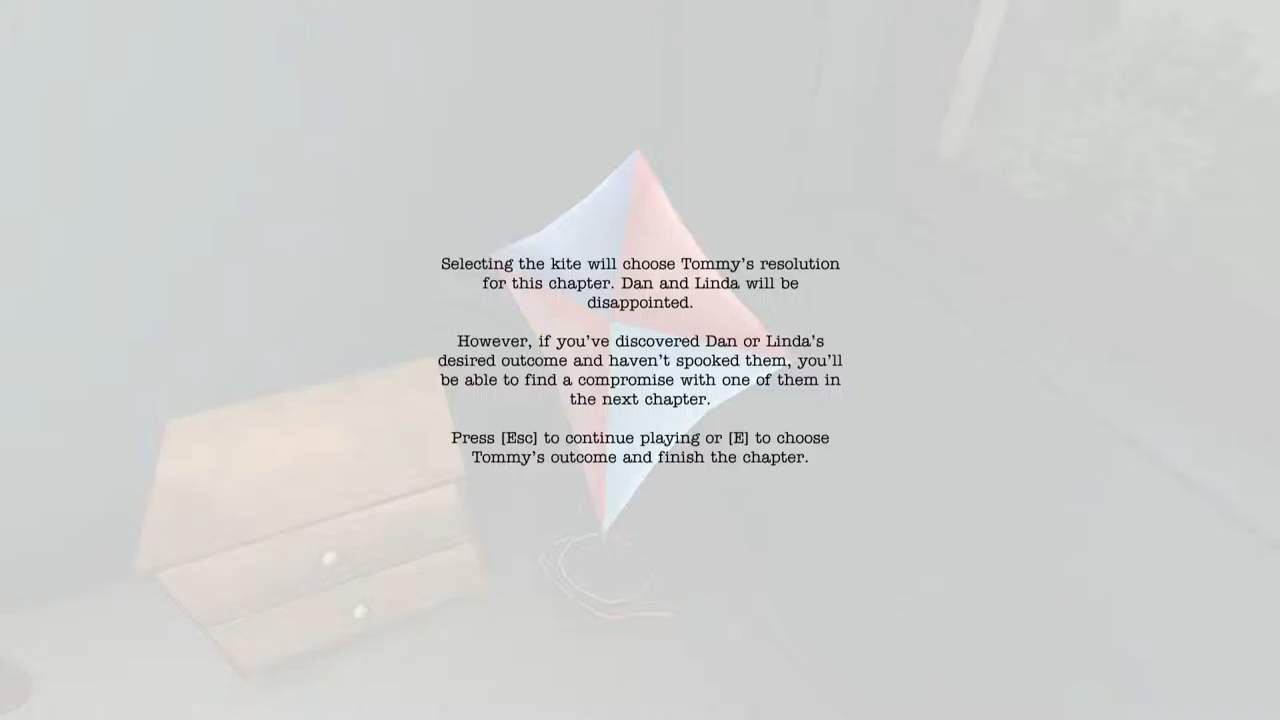 Selecting the kite will choose Tommy's resolution
for this chapter. Dan and Linda will be
disappointed.
However, if you've discovered Dan or Linda's
desired outcome and haven't spooked them, you'll
be able to find a compromise with one of them in
the next chapter.
Press [Esc] to continue playing or [E] to choose
Tommy's outcome and finish the chapter.